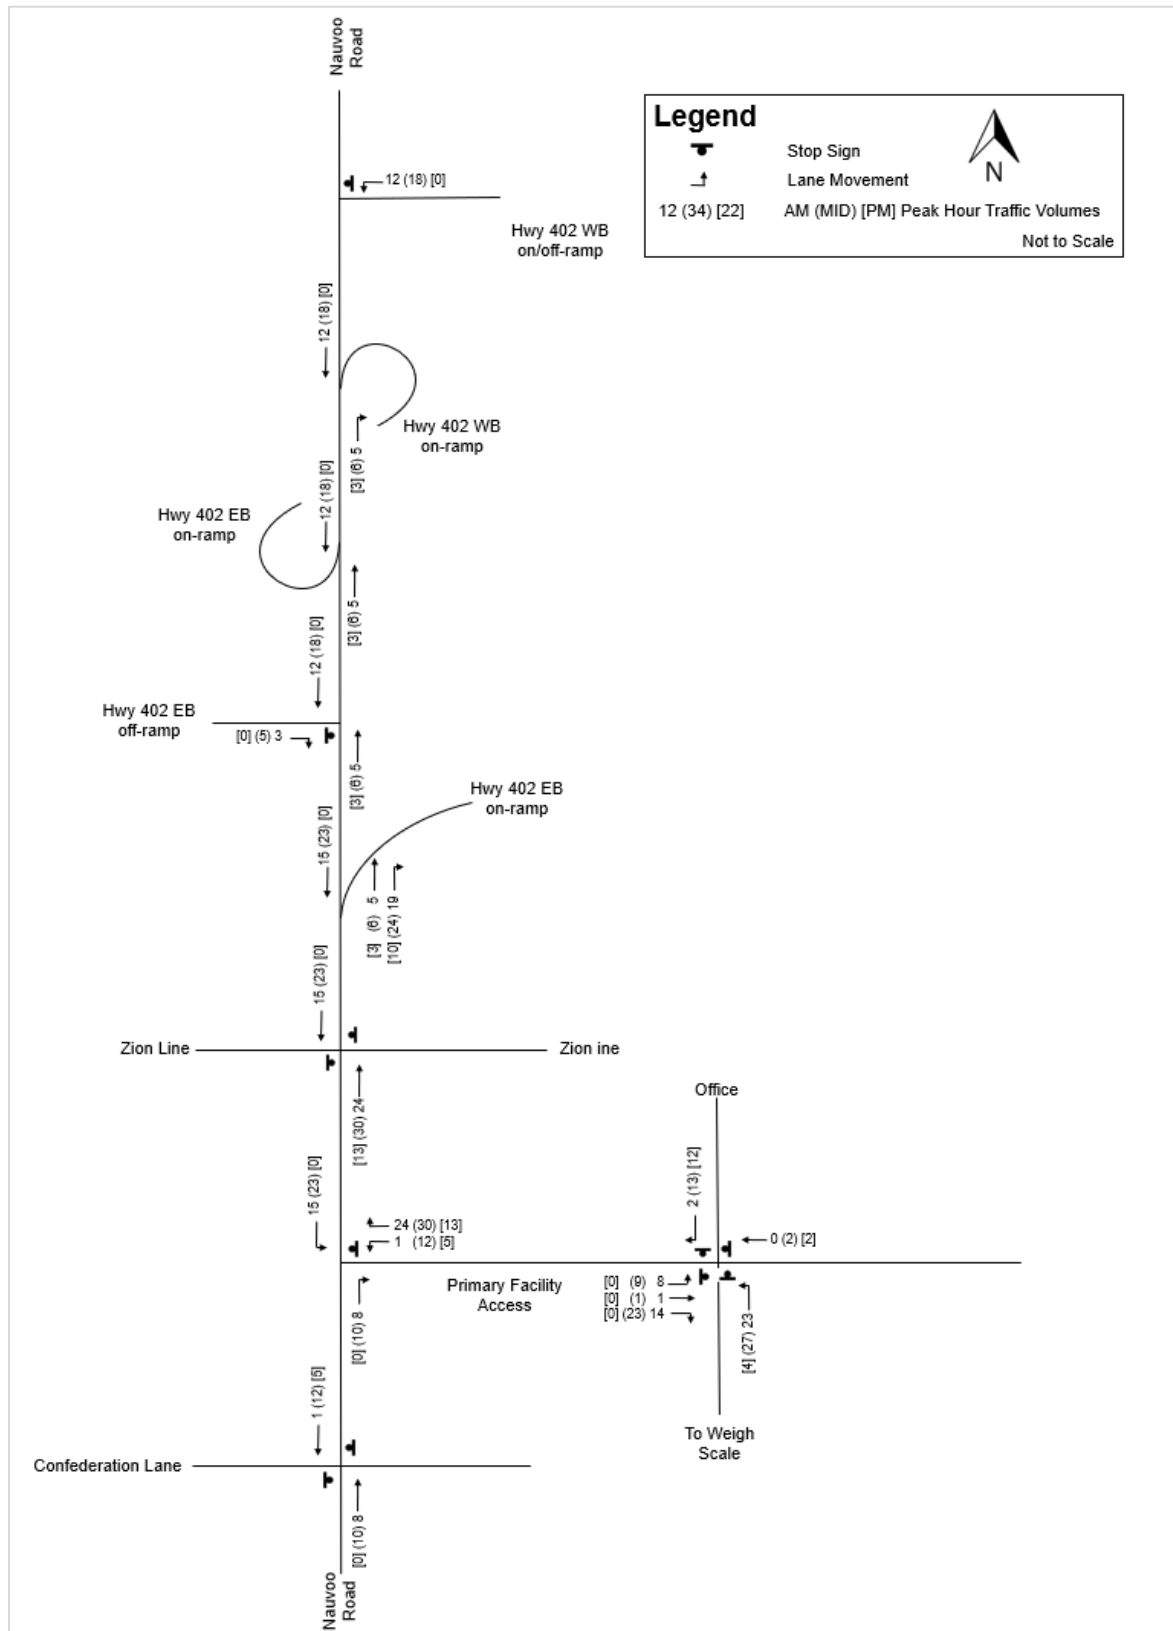 Nauvoo
Road
Legend
Stop Sign
Lane Movement
N
12 (34) [22] AM (MID) [PM] Peak Hour Traffic Volumes
Not to Scale
12 (18) [0]
Hwy 402 WB
on/off-ramp
12 (18) [0]
Hwy 402 WB
on-ramp
[3] (6) 5
12 (18) [0]
Hwy 402 EB
on-ramp
[3] (6) 5
12 (18) [0]
Hwy 402 EB
off-ramp
[0] (5) 3
[3] (6) 5
Hwy 402 EB
on-ramp
15 (23) [0]
[3] (6) 5
[10] (24) 19
15 (23) [0]
Zion Line
Zion ine
[13] (30) 24
Office
15 (23) [0]
24 (30) [13]
1 (12) [5]
2 (13) [12]
0 (2) [2]
Primary Facility
Access
[0] (9) 8
[0] (1) 1
[0] (23) 14
[0] (10) 8
[4] (27) 23
1 (12) [5]
To Weigh
Scale
Confederation Lane
[0] (10) 8
Nauvoo
Road